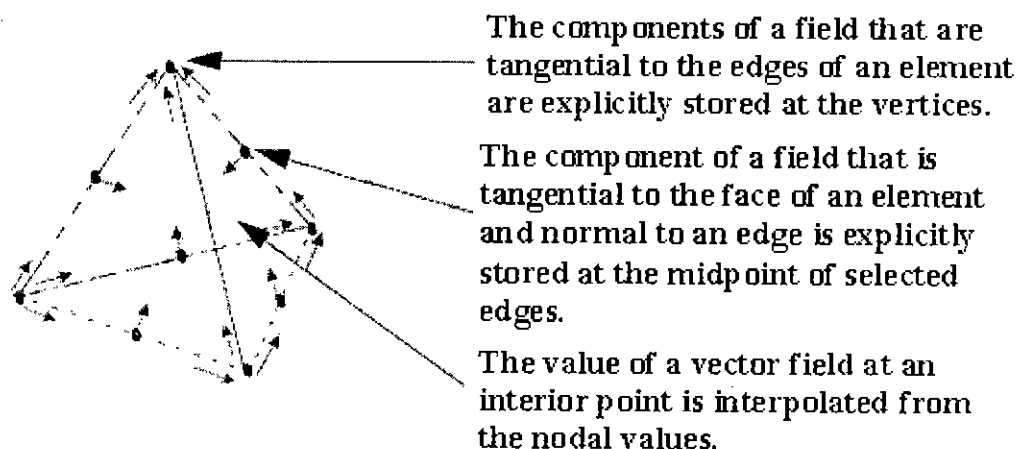 The components of a field that are
tangential to the edges of an element
are explicitly stored at the vertices.
The component of a field that is
tangential to the face of an element
and normal to an edge is explicitly
stored at the midpoint of selected
edges.
The value of a vector field at an
interior point is interpolated from
the nodal values.